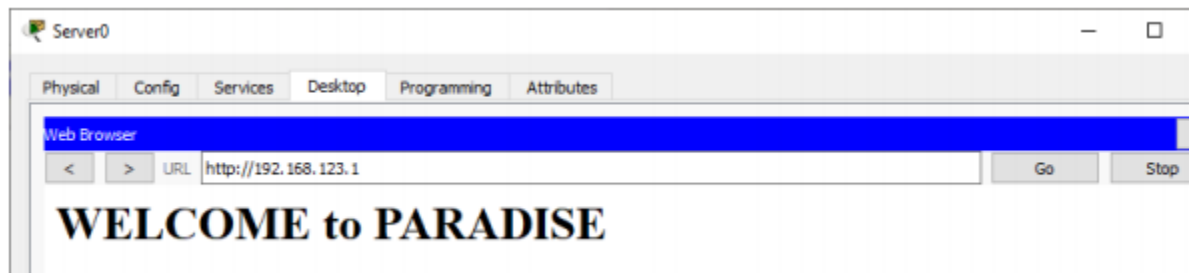 Server0
Physical Config Services Desktop Programming Attributes
Web Browser
< > URL http://192.168.123.1 Go Stop
WELCOME to PARADISE